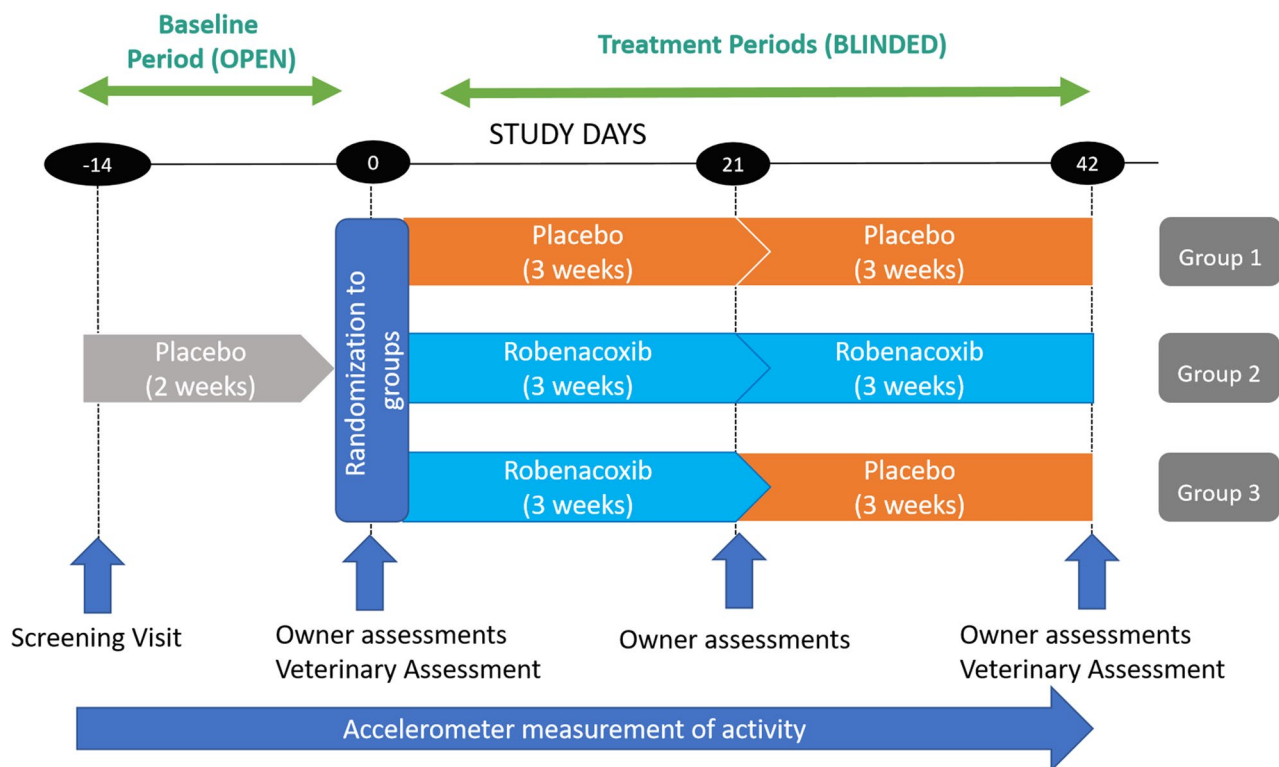 Baseline
Period (OPEN)
Treatment Periods (BLINDED)
STUDY DAYS
-14
0
21
42
Randomization to
groups
Placebo
(3 weeks)
Placebo
(3 weeks)
Group 1
Placebo
(2 weeks)
Robenacoxib
(3 weeks)
Robenacoxib
(3 weeks)
Group 2
Robenacoxib
(3 weeks)
Placebo
(3 weeks)
Group 3
Screening Visit
Owner assessments
Veterinary Assessment
Owner assessments
Owner assessments
Veterinary Assessment
Accelerometer measurement of activity